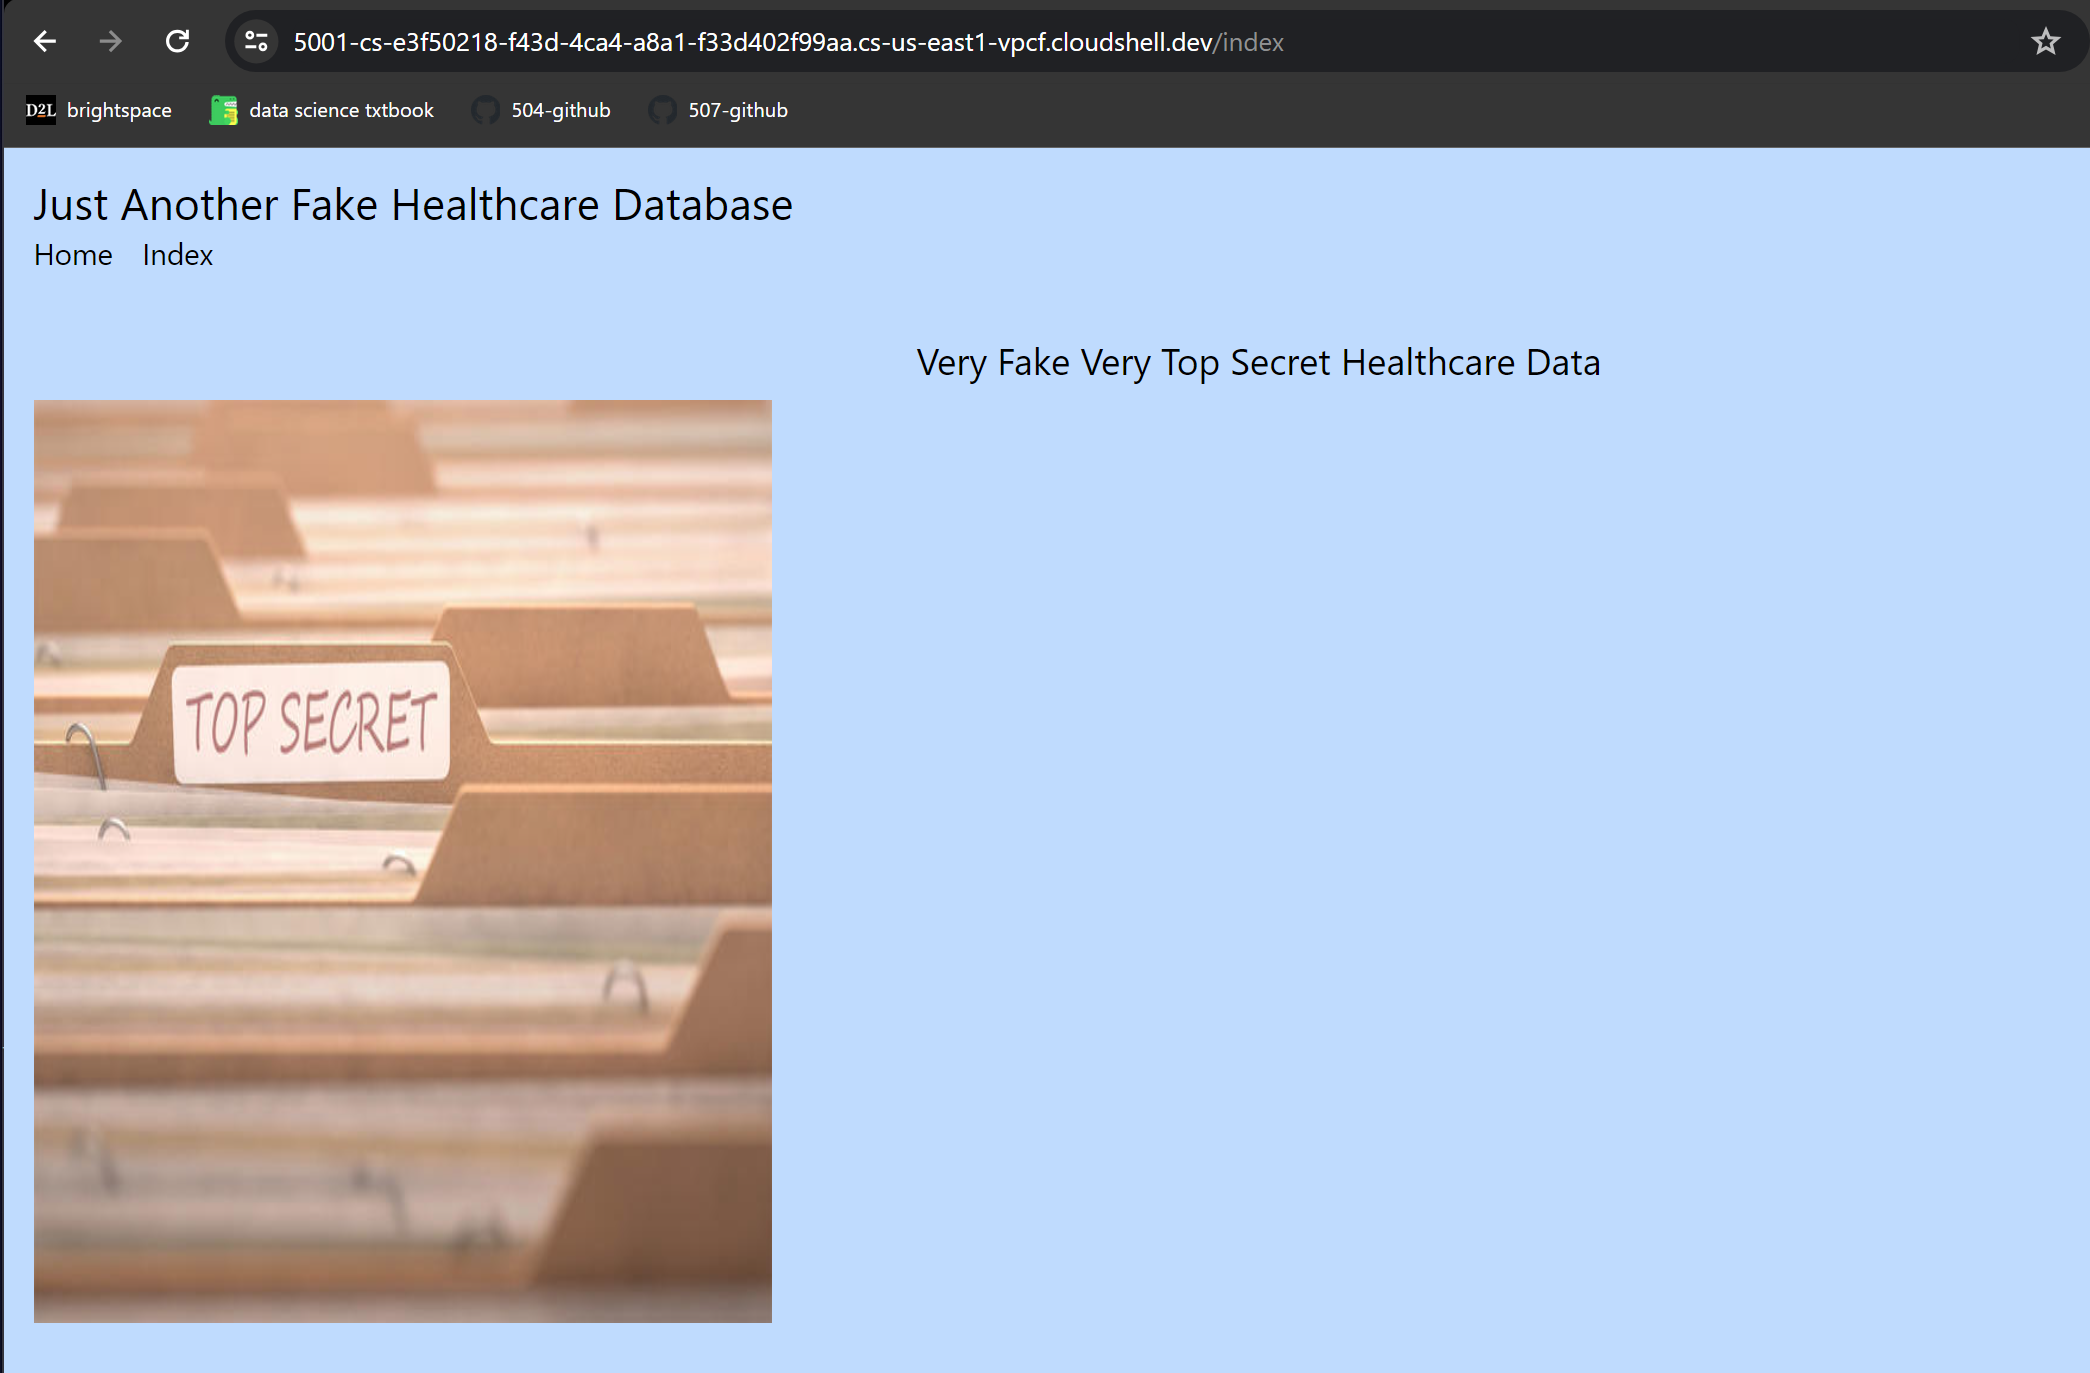 5001-cs-e3f50218-f43d-4ca4-a8a1-f33d402f99aa.cs-us-east1-vpcf.cloudshell.dev/index
D2L brightspace data science txtbook 504-github 507-github
Just Another Fake Healthcare Database
Home Index
Very Fake Very Top Secret Healthcare Data
TOP SECRET